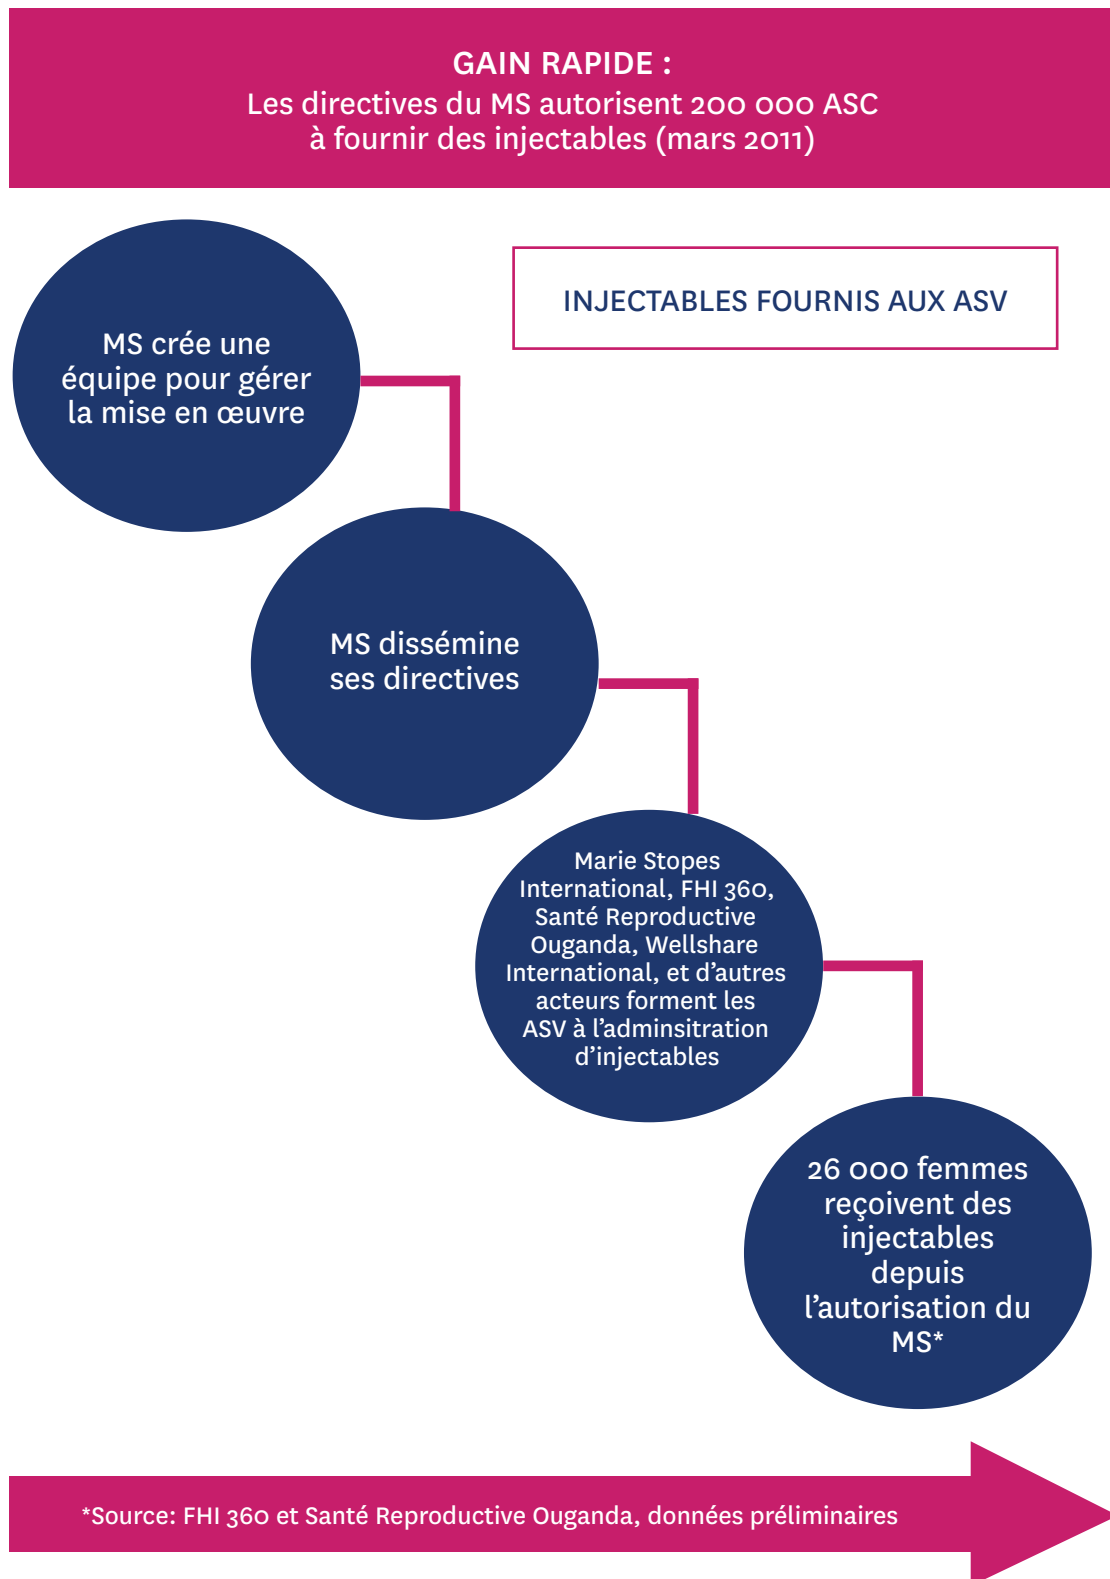 GAIN RAPIDE :
Les directives du MS autorisent 200 000 ASC
à fournir des injectables (mars 2011)
INJECTABLES FOURNIS AUX ASV
MS crée une
équipe pour gérer
la mise en œuvre
MS dissémine
ses directives
Marie Stopes
International, FHI 360,
Santé Reproductive
Ouganda, Wellshare
International, et d’autres
acteurs forment les
ASV à l’adminsitration
d’injectables
26 000 femmes
reçoivent des
injectables
depuis
l’autorisation du
MS*
*Source: FHI 360 et Santé Reproductive Ouganda, données préliminaires